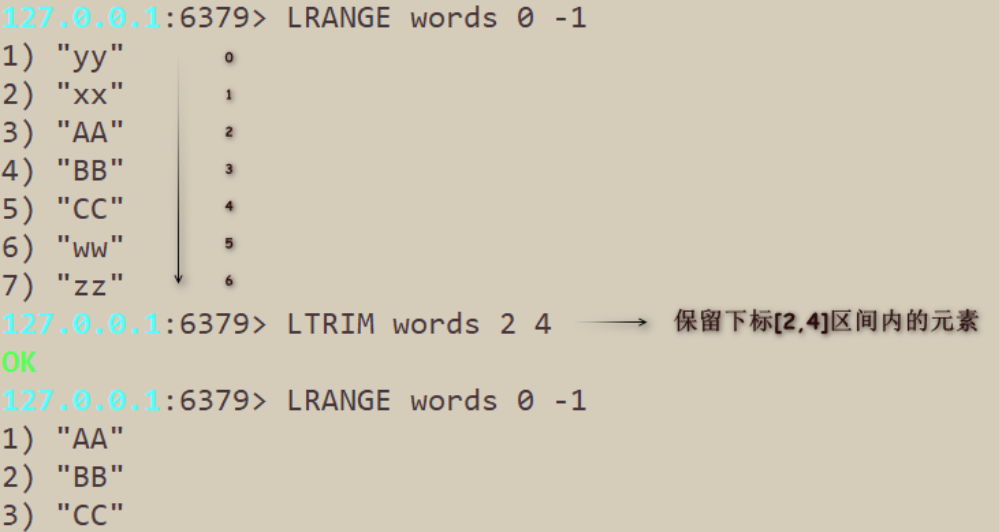 127.0.0.1:6379> LRANGE words 0 -1
1) "yy" 0
2) "xx" 1
3) "AA" 2
4) "BB" 3
5) "CC" 4
6) "ww" 5
7) "zz" 6
127.0.0.1:6379> LTRIM words 2 4 保留下标[2,4]区间内的元素
OK
127.0.0.1:6379> LRANGE words 0 -1
1) "AA"
2) "BB"
3) "CC"